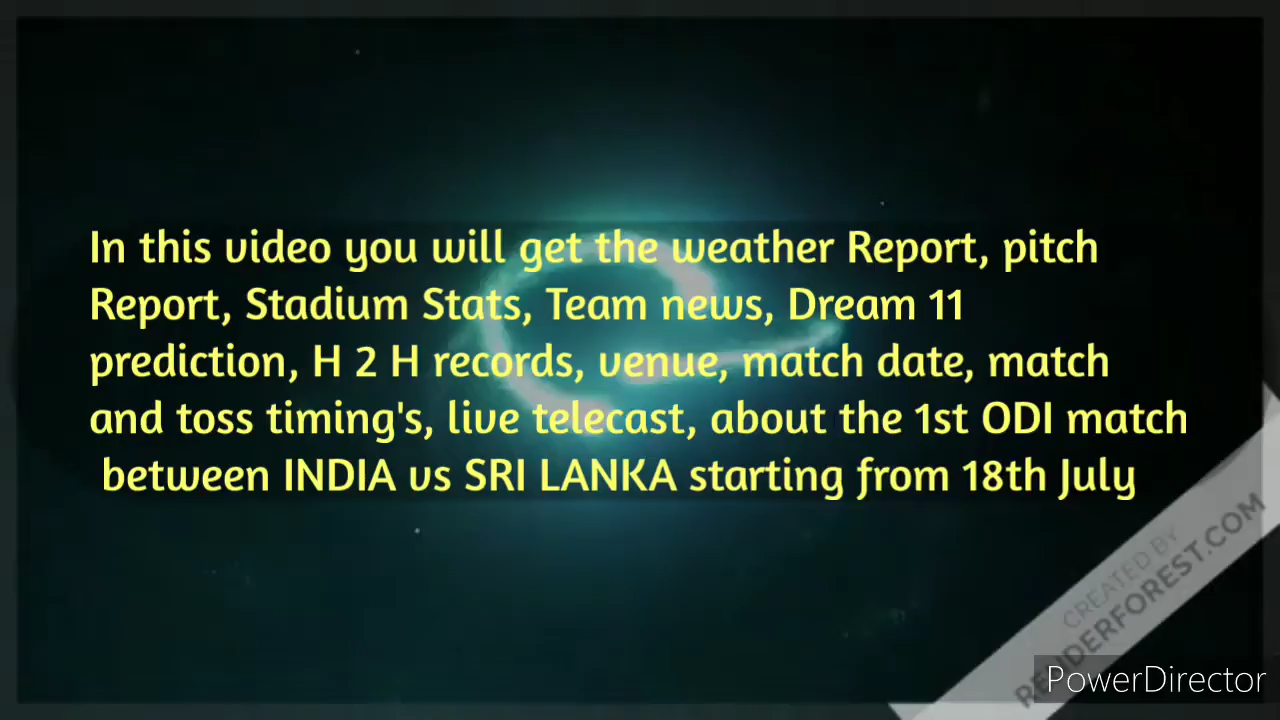 In this video you will get the weather Report, pitch
Report, Stadium Stats, Team news, Dream 11
prediction, H 2 H records, venue, match date, match
and toss timing's, live telecast, about the 1st ODI match
between INDIA vs SRI LANKA starting from 18th July
CREATED BY
RENDERFOREST.COM
PowerDirector